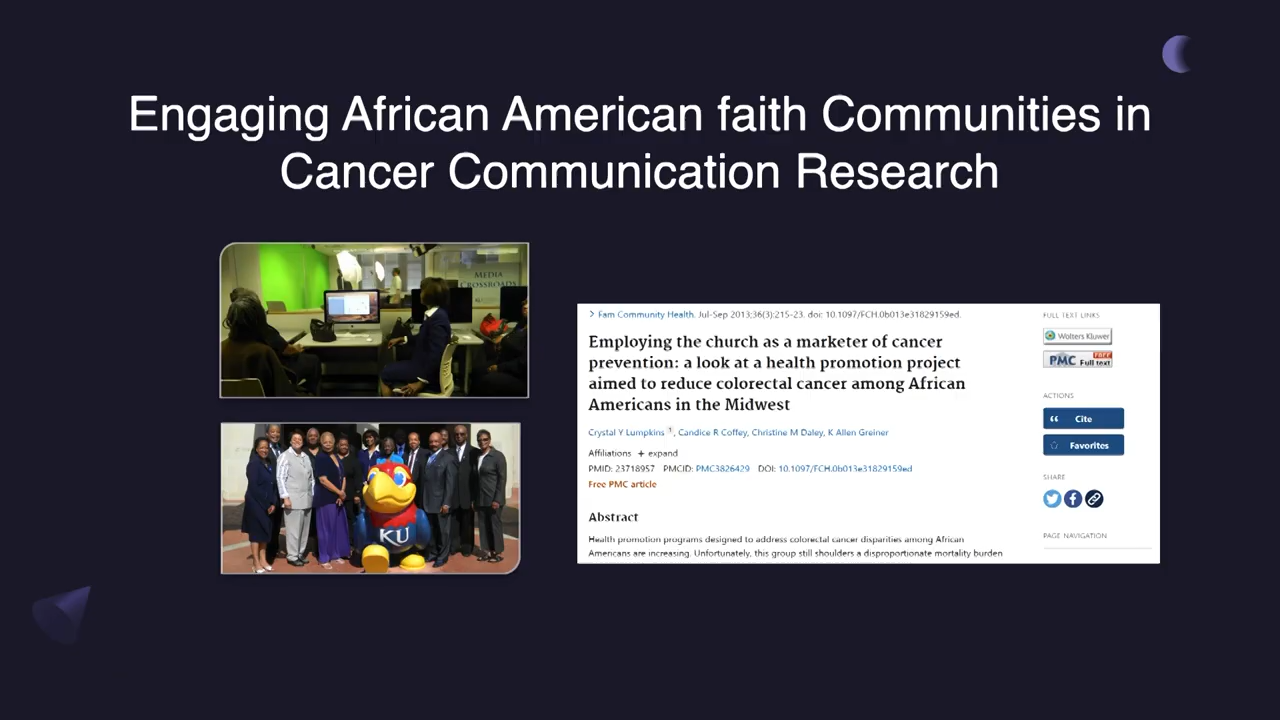 Engaging African American faith Communities in
Cancer Communication Research
MEDIA
CROSSROADS
KU
Fam Community Health. Jul-Sep 2013;36(3):215-23. doi: 10.1097/FCH.0b013e31829159ed.
Employing the church as a marketer of cancer
prevention: a look at a health promotion project
aimed to reduce colorectal cancer among African
Americans in the Midwest
Crystal Y Lumpkins 1, Candice R Coffey, Christine M Daley, K Allen Greiner
Affiliations + expand
PMID: 23718957 PMCID: PMC3826429 DOI: 10.1097/FCH.0b013e31829159ed
Free PMC article
Abstract
Health promotion programs designed to address colorectal cancer disparities among African
Americans are increasing. Unfortunately, this group still shoulders a disproportionate mortality burden
FULL TEXT LINKS
Wolters Kluwer
PMC FREE Full text
ACTIONS
Cite
Favorites
SHARE
PAGE NAVIGATION